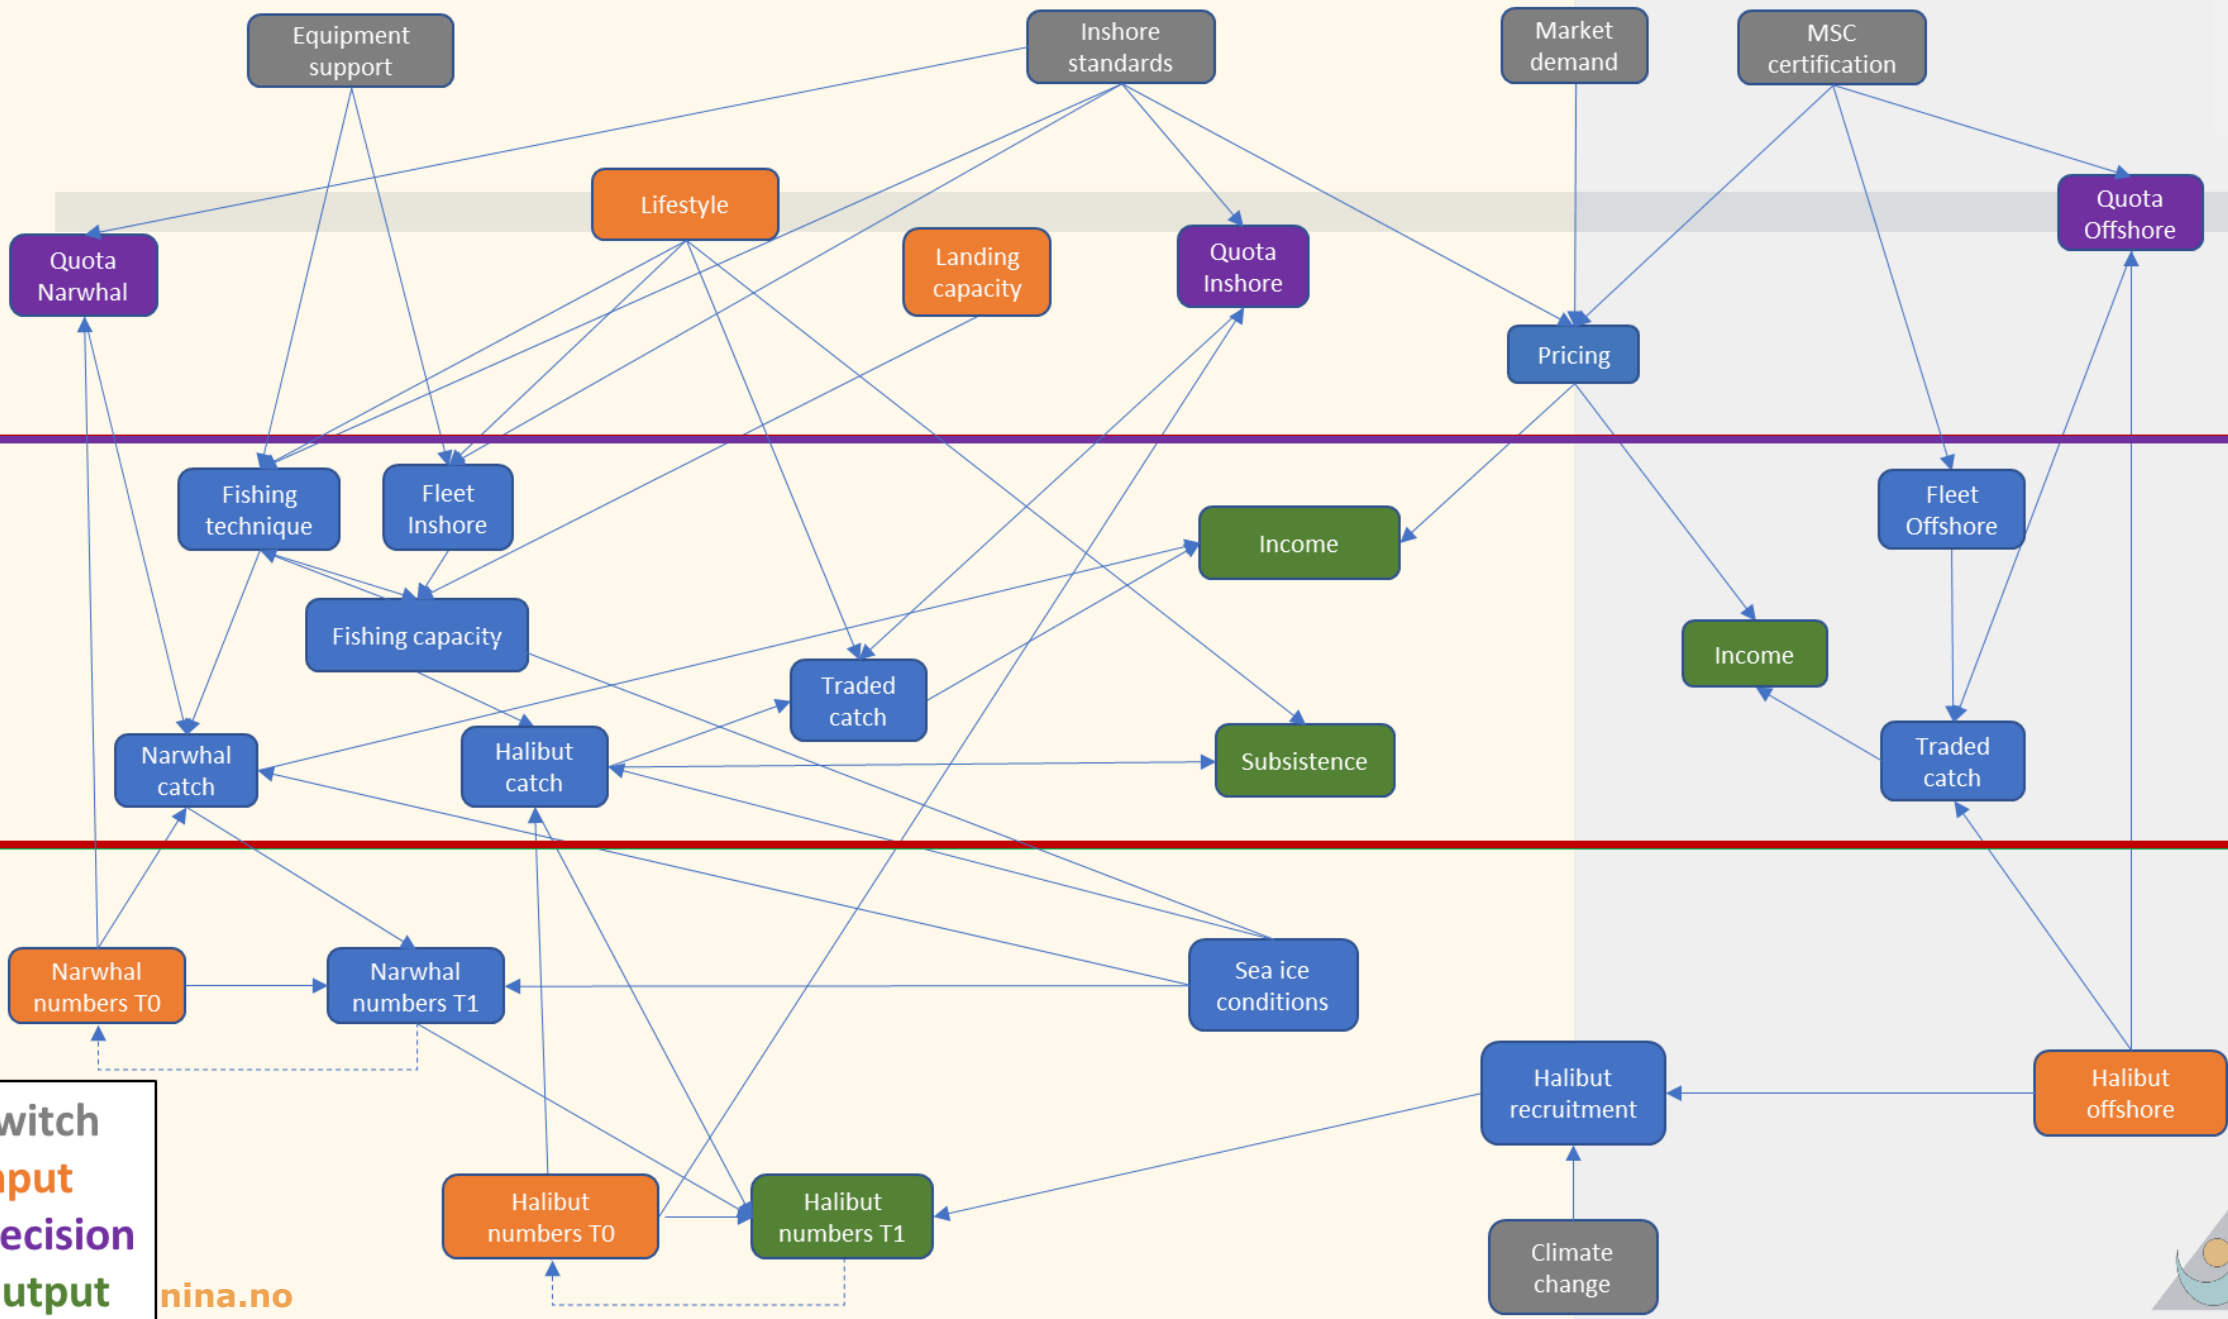 Equipment
support
Inshore
standards
Market
demand
MSC
certification
Lifestyle
Quota
Offshore
Quota
Narwhal
Landing
capacity
Quota
Inshore
Pricing
Fishing
technique
Fleet
Inshore
Income
Fleet
Offshore
Fishing capacity
Income
Traded
catch
Narwhal
catch
Halibut
catch
Subsistence
Traded
catch
Narwhal
numbers T0
Narwhal
numbers T1
Sea ice
conditions
Halibut
recruitment
Halibut
offshore
Halibut
numbers T0
Halibut
numbers T1
Climate
change
witch
nput
ecision
utput
nina.no